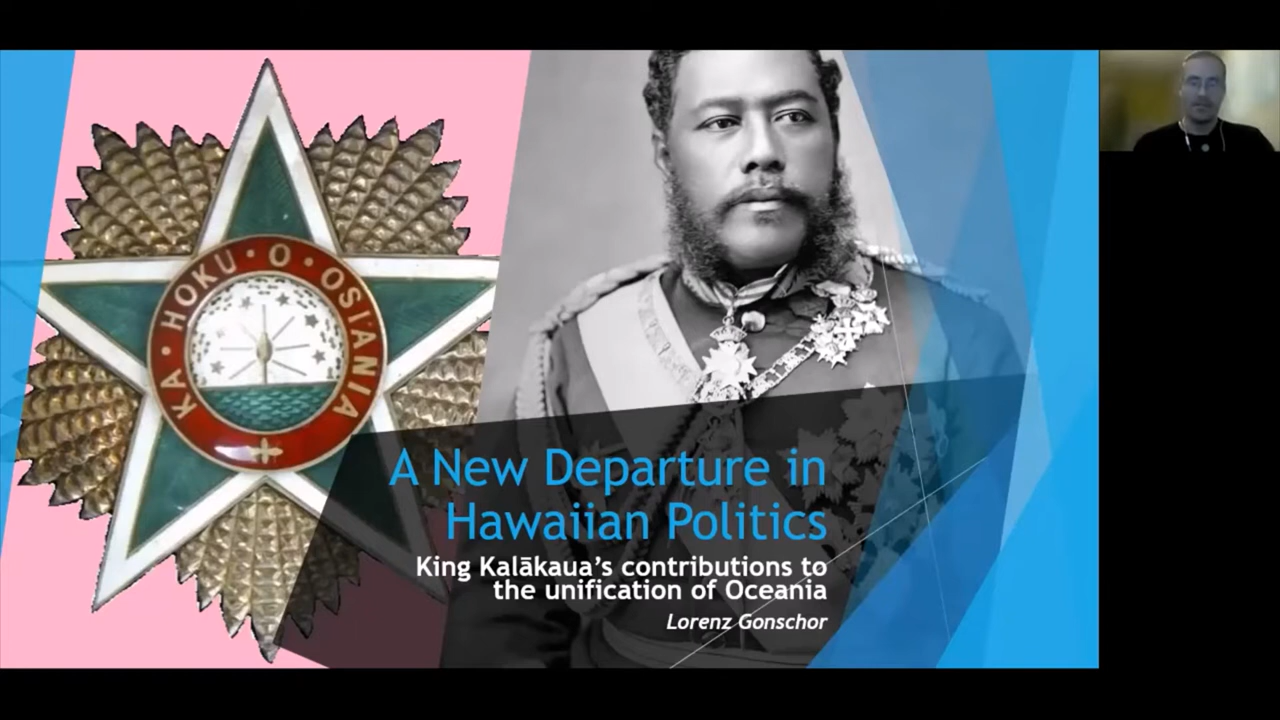 KA · HOKU · O · OSIANIA
A New Departure in
Hawaiian Politics
King Kalākaua's contributions to
the unification of Oceania
Lorenz Gonschor